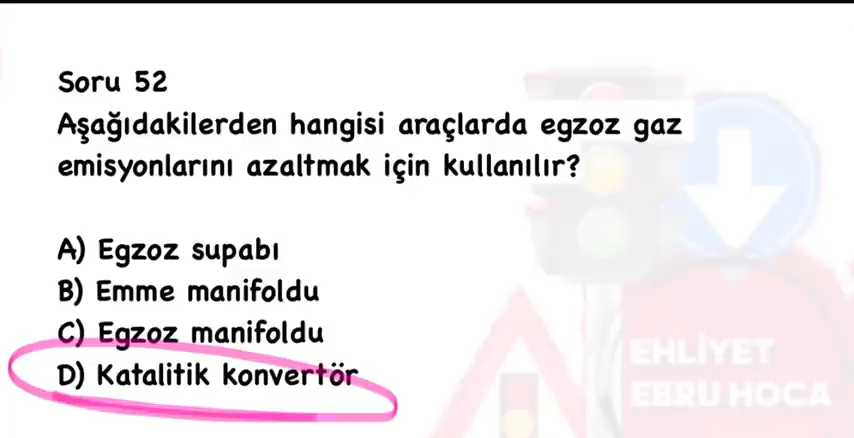 Soru 52
Aşağıdakilerden hangisi araçlarda egzoz gaz
emisyonlarını azaltmak için kullanılır?
A) Egzoz supabı
B) Emme manifoldu
C) Egzoz manifoldu
D) Katalitik konvertör
EHLİYET
EBRU HOCA